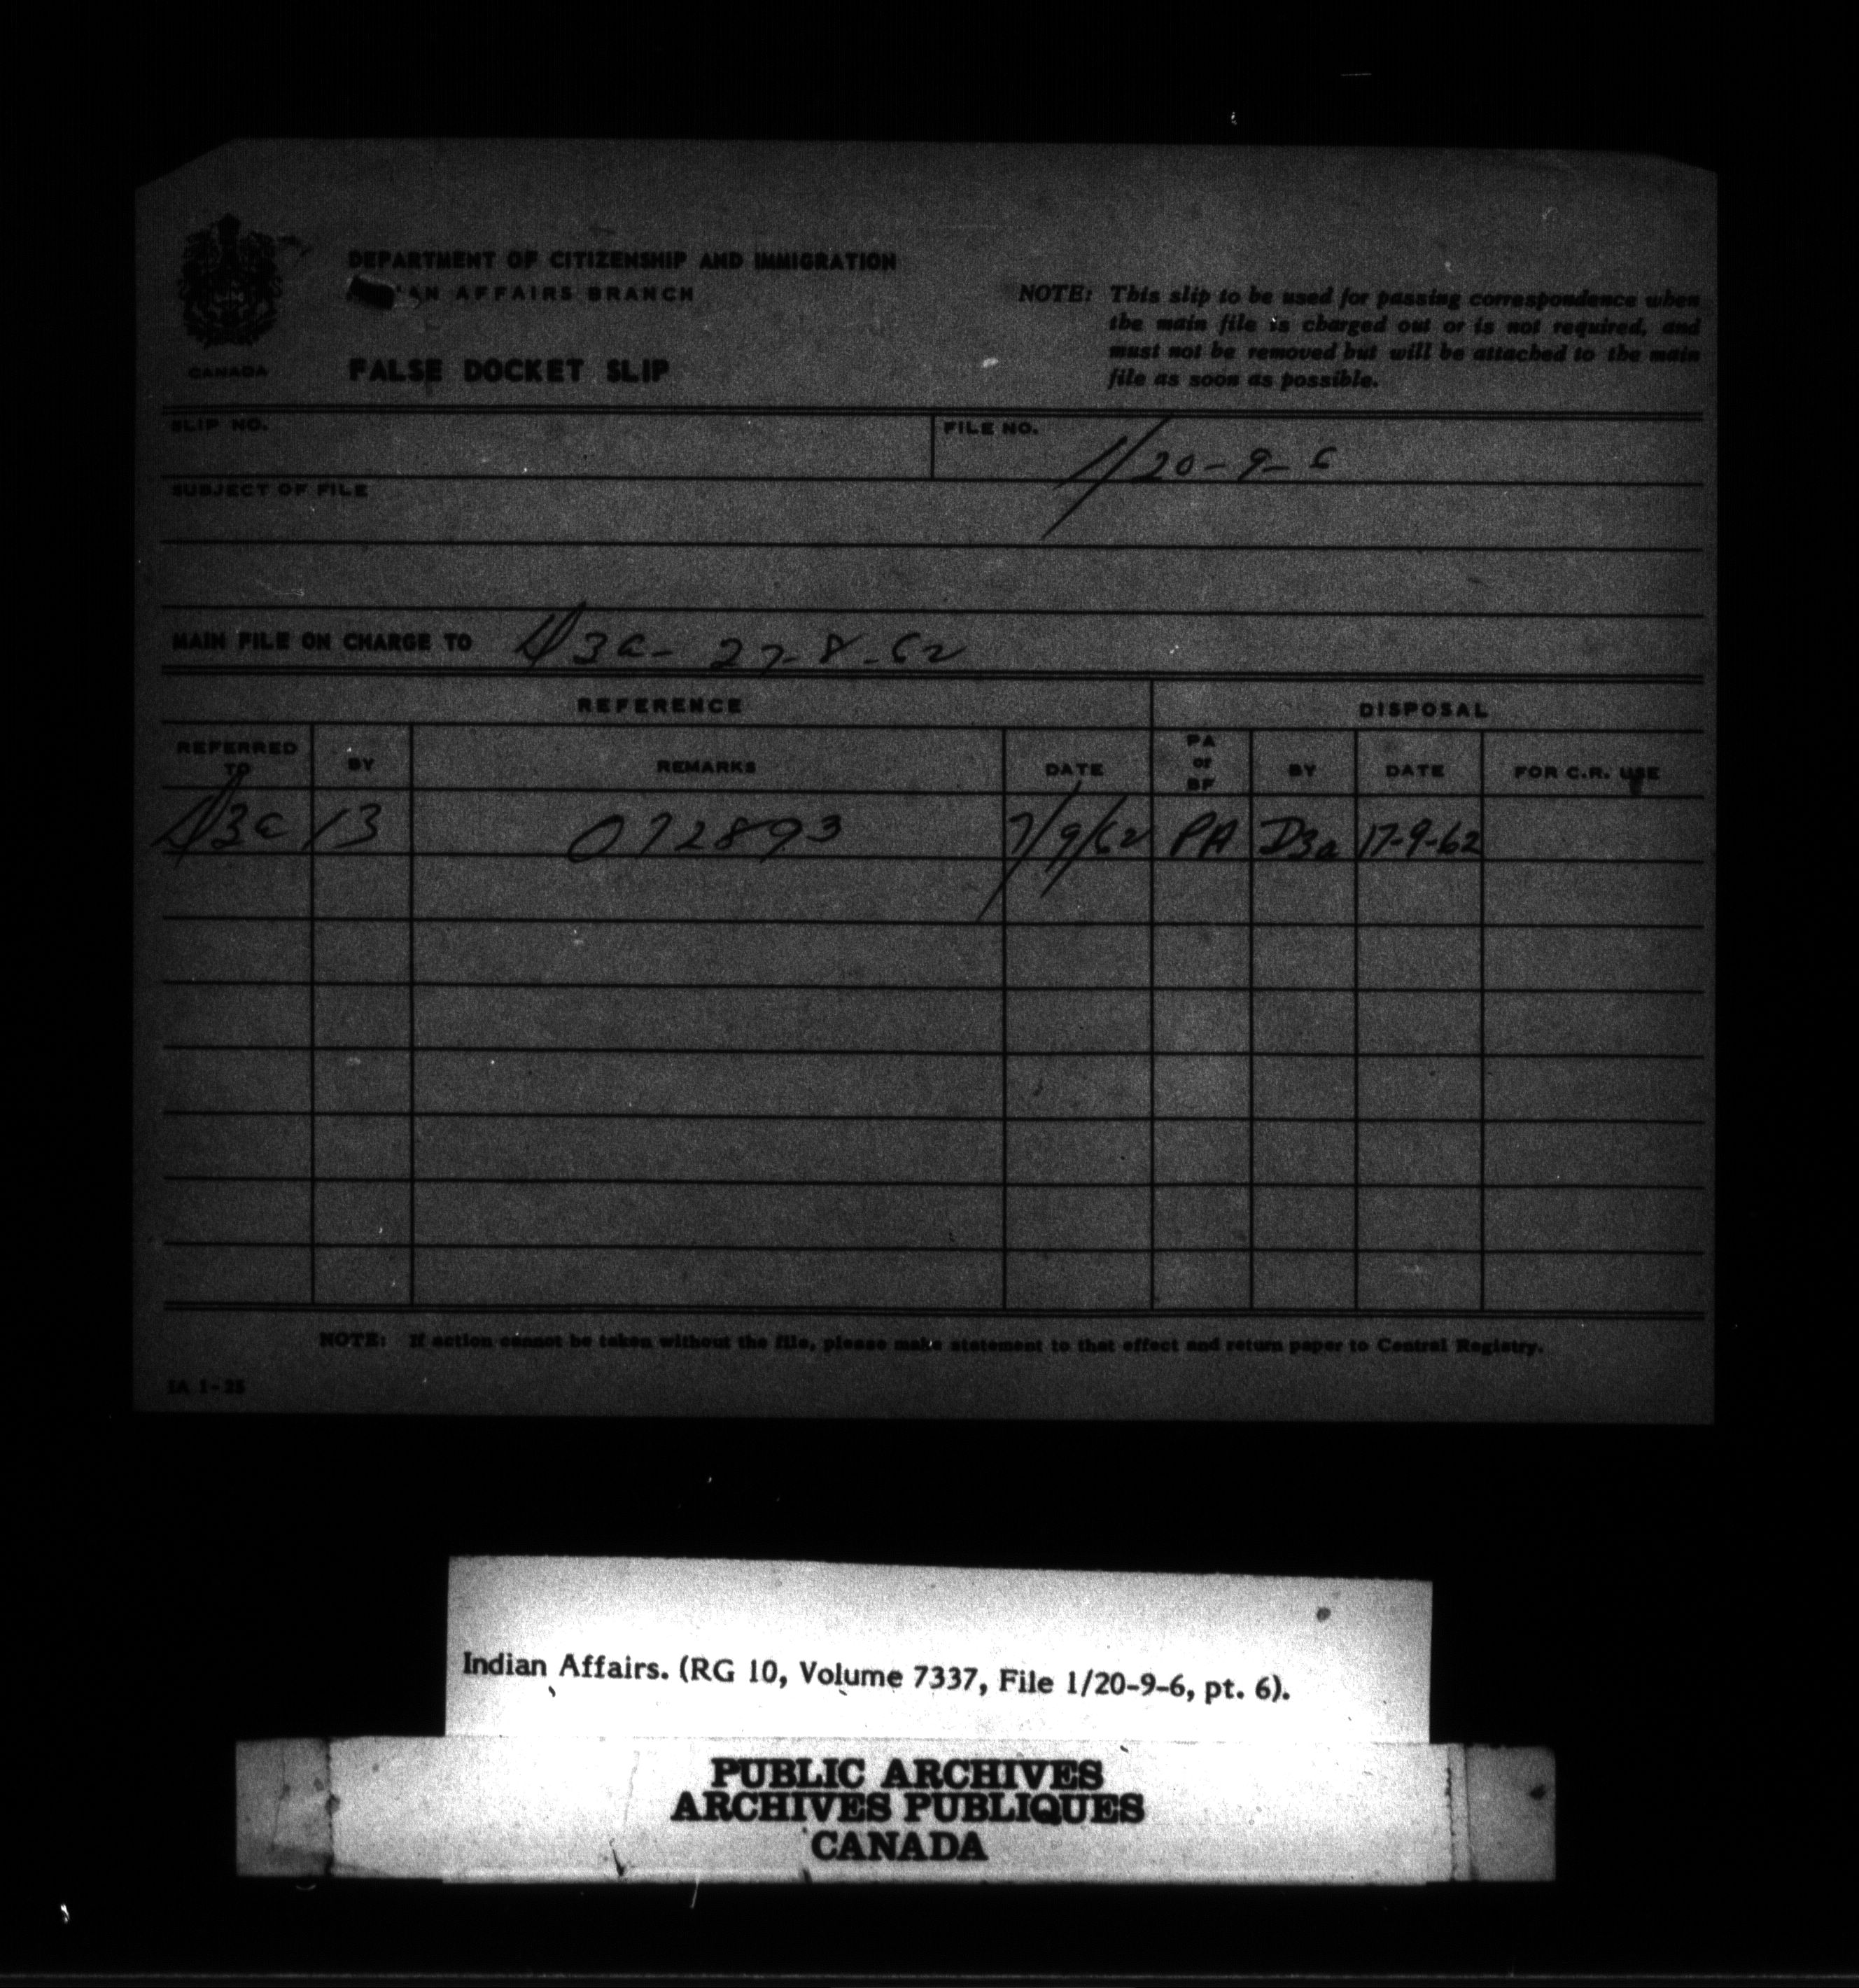 DEPARTMENT OF CITIZENSHIP AND IMMIGRATION
AFFAIRS BRANCH
CANADA
FALSE DOCKET SLIP
NOTE: This slip to be used for passing correspondence when
the main file is charged out or is not required, and
must not be removed but will be attached to the main
file as soon as possible.
SLIP NO.
FILE NO. 1/20-9-6
SUBJECT OF FILE
MAIN FILE ON CHARGE TO D3a- 27-8-62
REFERENCE DISPOSAL
REFERRED TO BY REMARKS DATE PA or BF BY DATE FOR C.R. USE
D3a 13 072893 7/9/62 PA D3a 17-9-62
NOTE: If action cannot be taken without the file, please make statement to that effect and return paper to Central Registry.
IA 1-25
Indian Affairs. (RG 10, Volume 7337, File 1/20-9-6, pt. 6).
PUBLIC ARCHIVES
ARCHIVES PUBLIQUES
CANADA